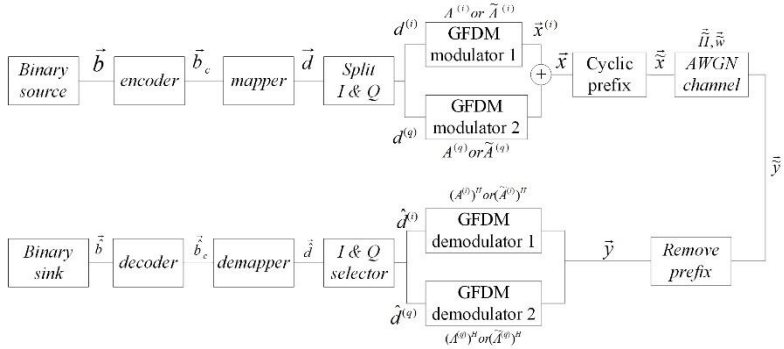 A⁽ⁱ⁾ or Ã⁽ⁱ⁾
d⁽ⁱ⁾
GFDM
modulator 1
x⃗⁽ⁱ⁾
b⃗
b⃗_c
d⃗
Binary
source
encoder
mapper
Split
I & Q
+
x⃗
Cyclic
prefix
x̃⃗
H̃⃗, w̃⃗
AWGN
channel
d⁽q⁾
GFDM
modulator 2
A⁽q⁾ or Ã⁽q⁾
ỹ⃗
(A⁽ⁱ⁾)ᴴ or (Ã⁽ⁱ⁾)ᴴ
d̂⁽ⁱ⁾
GFDM
demodulator 1
Binary
sink
b̂⃗
decoder
b̂⃗_c
demapper
d̂⃗
I & Q
selector
y⃗
Remove
prefix
d̂⁽q⁾
GFDM
demodulator 2
(A⁽q⁾)ᴴ or (Ã⁽q⁾)ᴴ